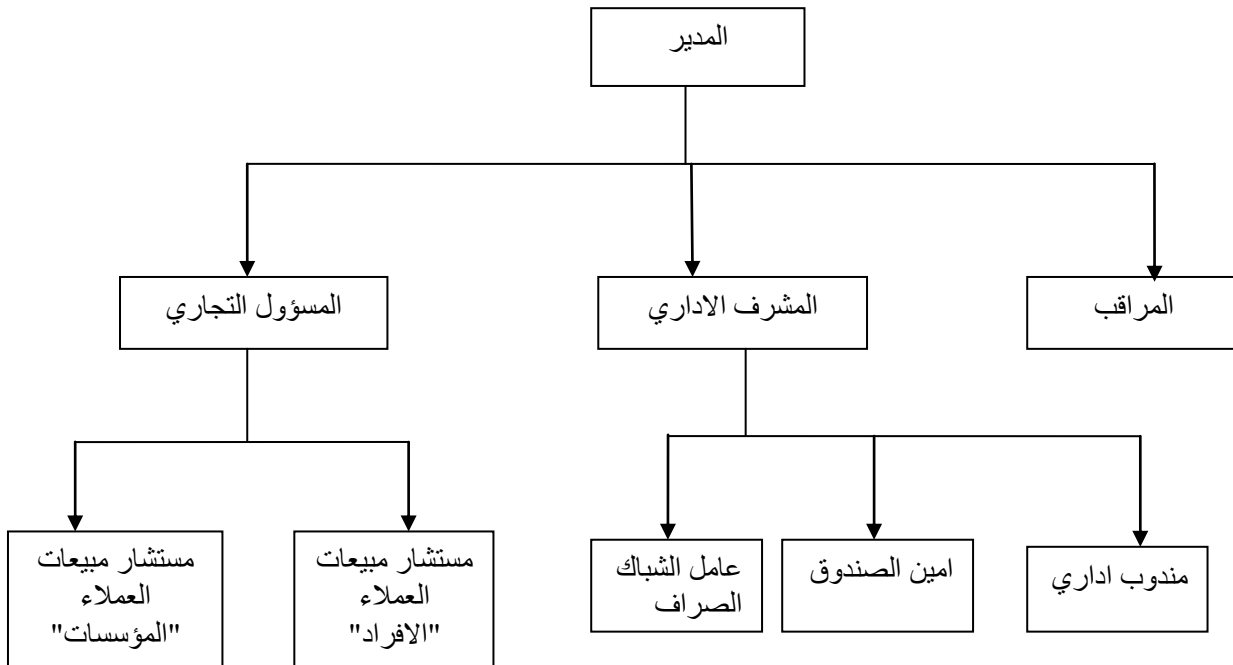 المدير
المراقب
المشرف الاداري
المسؤول التجاري
مندوب اداري
امين الصندوق
عامل الشباك
الصراف
مستشار مبيعات
العملاء
"الافراد"
مستشار مبيعات
العملاء
"المؤسسات"